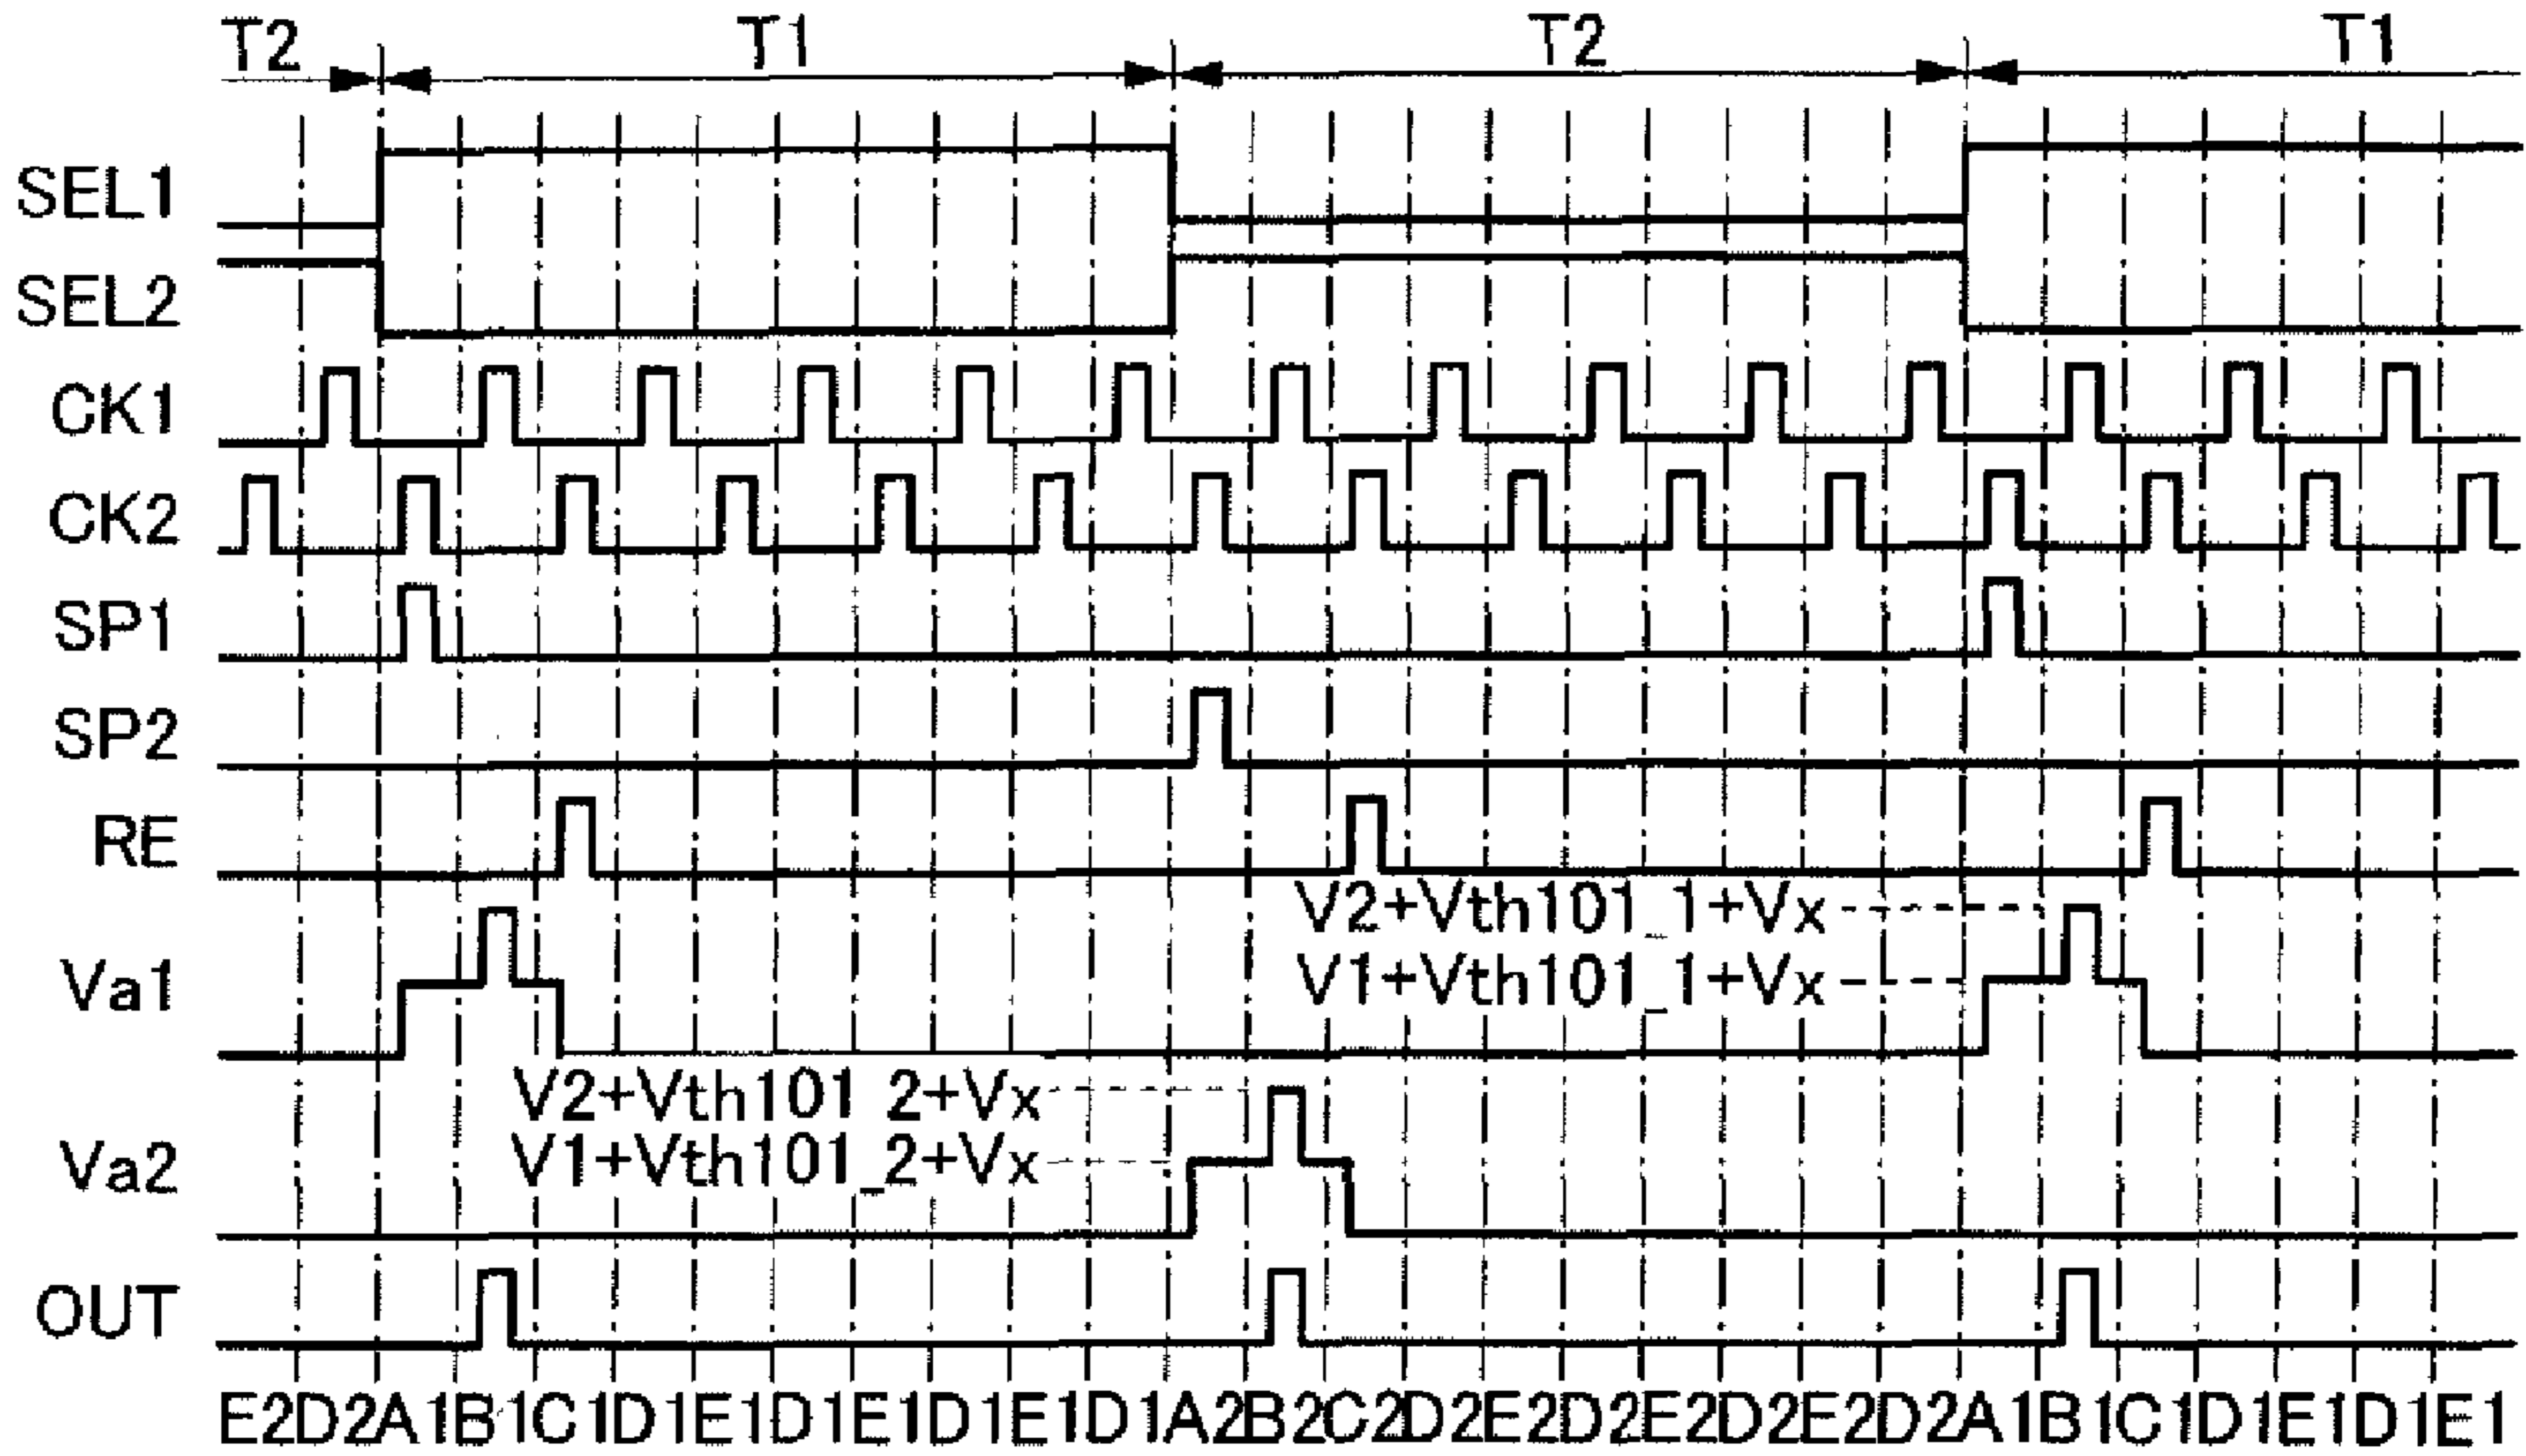 T2 T1 T2 T1
SEL1
SEL2
CK1
CK2
SP1
SP2
RE
V2+Vth101_1+Vx
Va1
V1+Vth101_1+Vx
V2+Vth101 2+Vx
Va2
V1+Vth101_2+Vx
OUT
E2D2A1B1C1D1E1D1E1D1E1D1A2B2C2D2E2D2E2D2E2D2A1B1C1D1E1D1E1